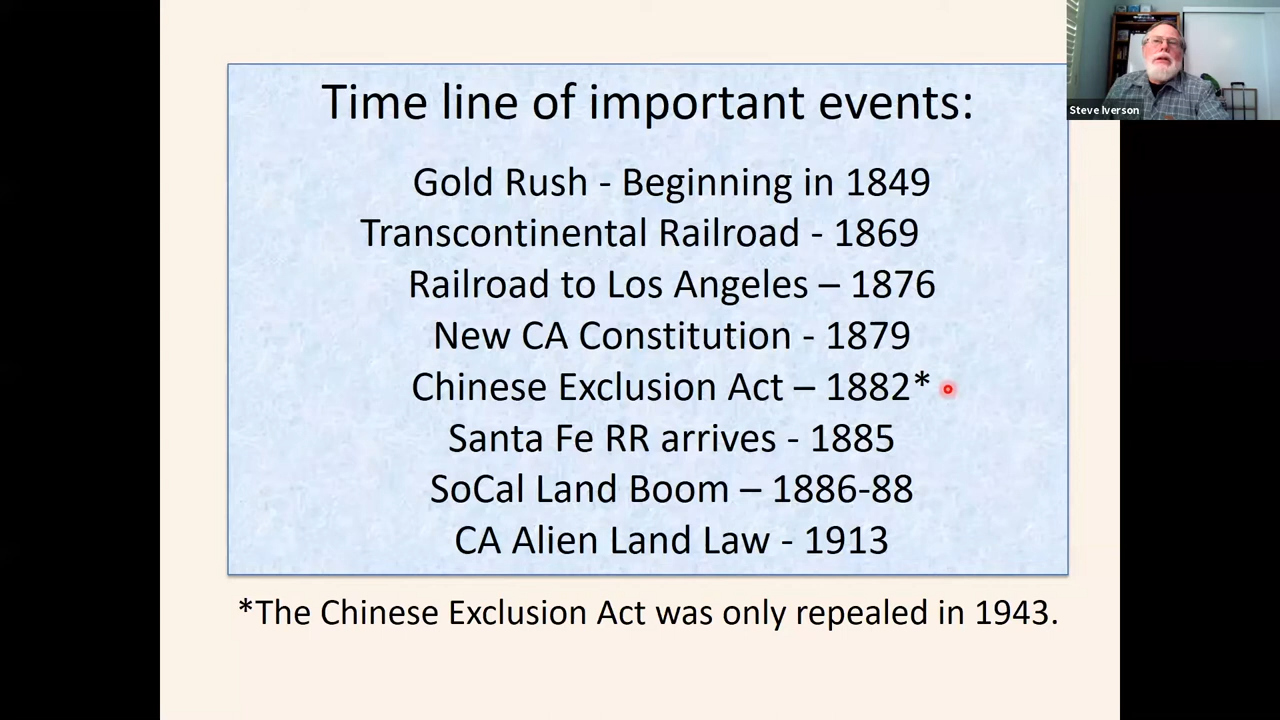 Time line of important events:
Steve Iverson
Gold Rush - Beginning in 1849
Transcontinental Railroad - 1869
Railroad to Los Angeles – 1876
New CA Constitution - 1879
Chinese Exclusion Act – 1882*
Santa Fe RR arrives - 1885
SoCal Land Boom – 1886-88
CA Alien Land Law - 1913
*The Chinese Exclusion Act was only repealed in 1943.